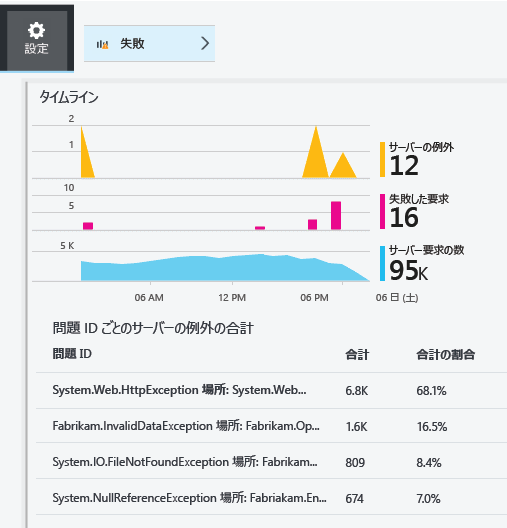 設定
失敗
タイムライン
2
1
サーバーの例外
12
10
5
失敗した要求
16
5 K
サーバー要求の数
95K
06 AM 12 PM 06 PM 06 日 (土)
問題 ID ごとのサーバーの例外の合計
問題 ID 合計 合計の割合
System.Web.HttpException 場所: System.Web... 6.8K 68.1%
Fabrikam.InvalidDataException 場所: Fabrikam.Op... 1.6K 16.5%
System.IO.FileNotFoundException 場所: Fabrikam... 809 8.4%
System.NullReferenceException 場所: Fabriakam.En... 674 7.0%